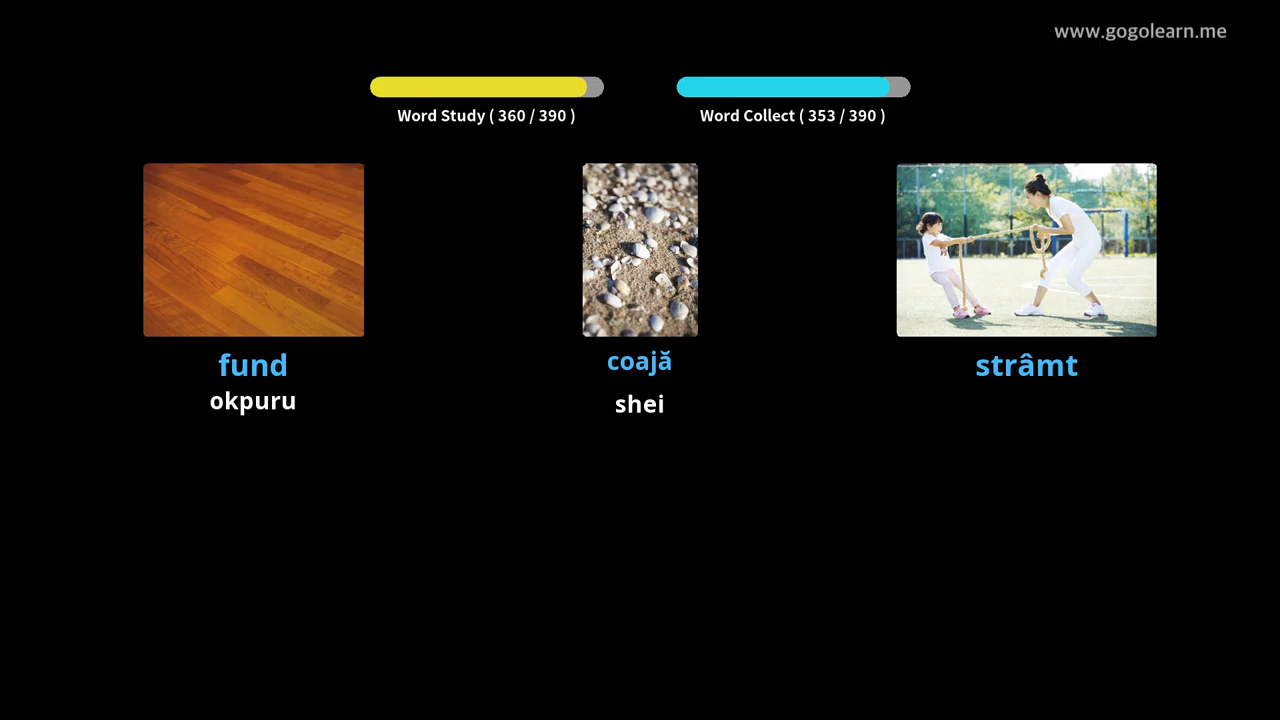 www.gogolearn.me
Word Study ( 360 / 390 )
Word Collect ( 353 / 390 )
fund
okpuru
coajă
shei
strâmt